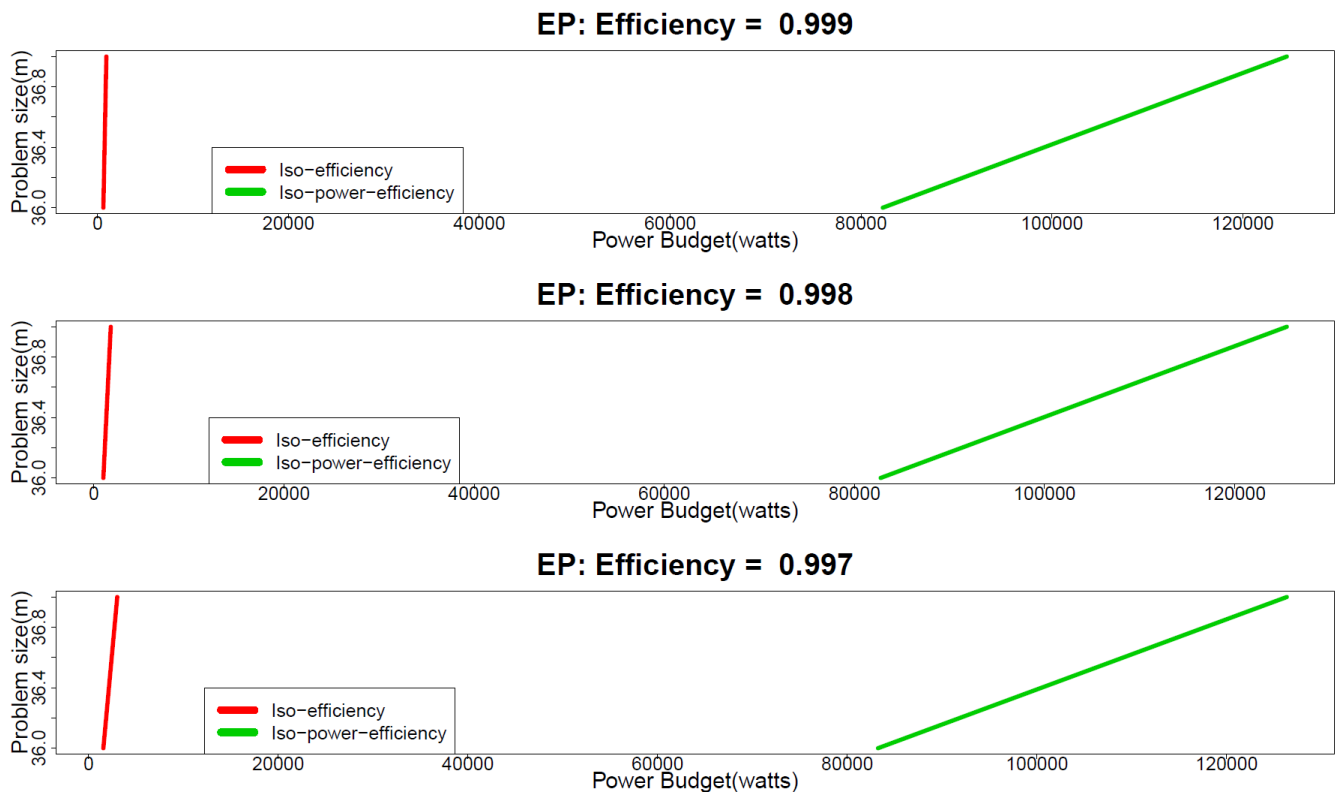 EP: Efficiency =  0.999
Problem size(m)
36.0 36.4 36.8
Iso-efficiency
Iso-power-efficiency
0 20000 40000 60000 80000 100000 120000
Power Budget(watts)
EP: Efficiency =  0.998
Problem size(m)
36.0 36.4 36.8
Iso-efficiency
Iso-power-efficiency
0 20000 40000 60000 80000 100000 120000
Power Budget(watts)
EP: Efficiency =  0.997
Problem size(m)
36.0 36.4 36.8
Iso-efficiency
Iso-power-efficiency
0 20000 40000 60000 80000 100000 120000
Power Budget(watts)